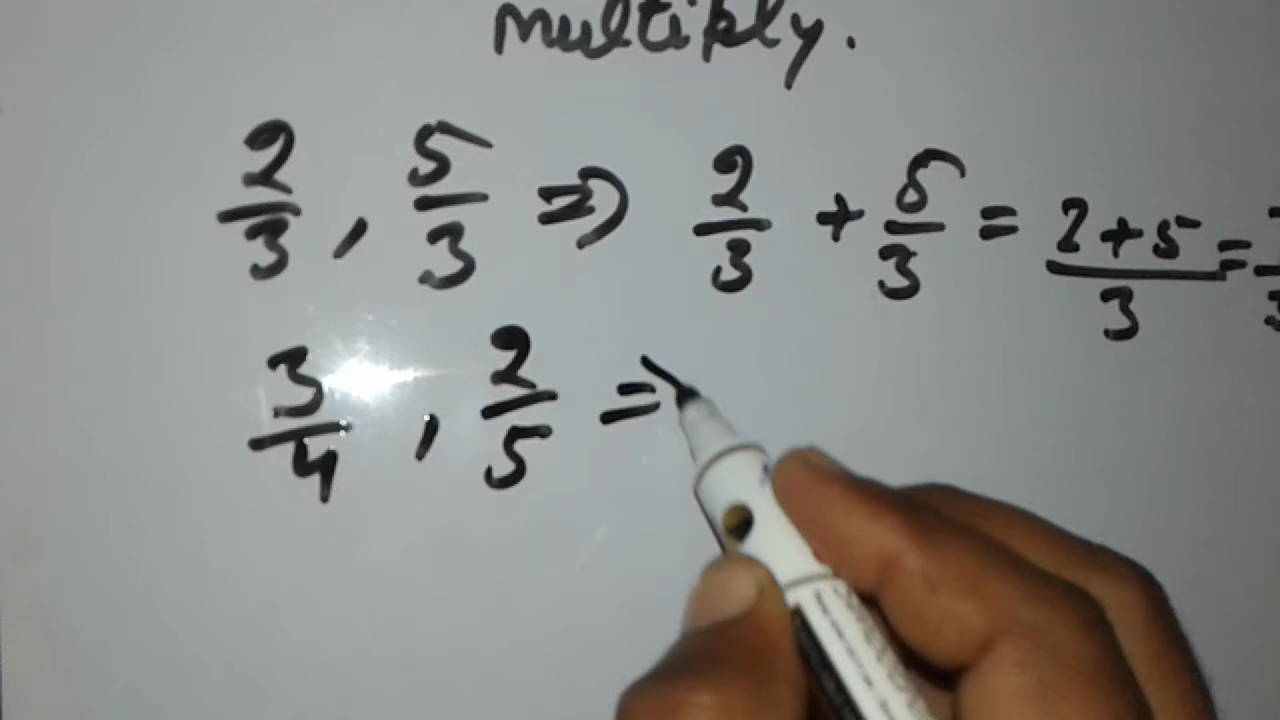 multiply.
2/3 , 5/3 ⇒ 2/3 + 5/3 = 2+5/3 =
3/4 , 2/5 =